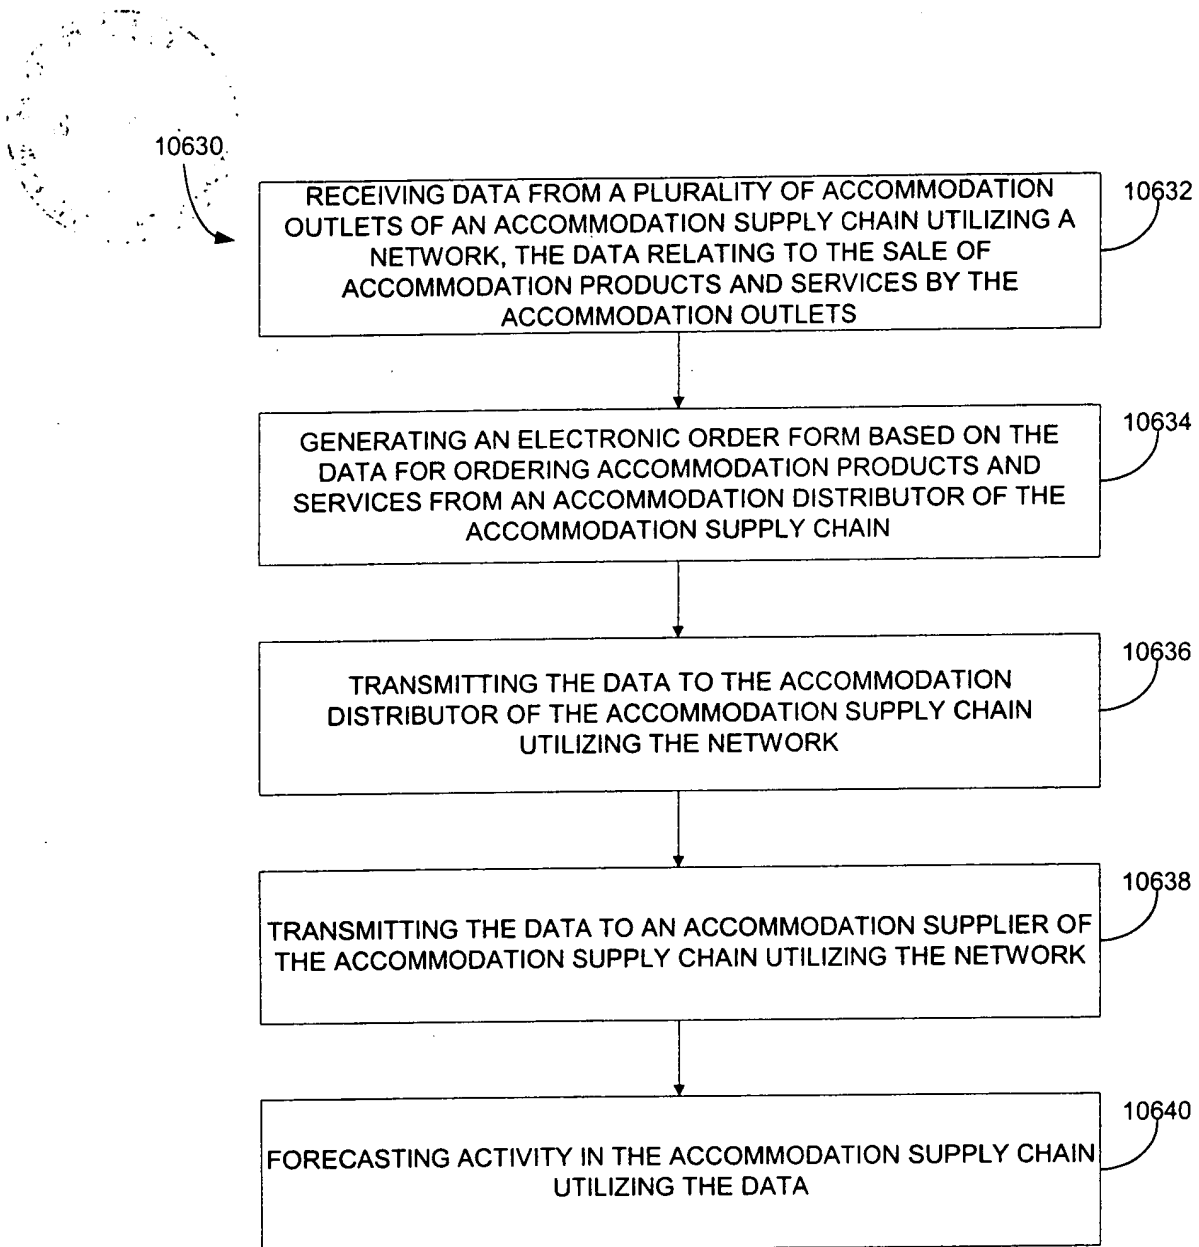 10630
RECEIVING DATA FROM A PLURALITY OF ACCOMMODATION
OUTLETS OF AN ACCOMMODATION SUPPLY CHAIN UTILIZING A
NETWORK, THE DATA RELATING TO THE SALE OF
ACCOMMODATION PRODUCTS AND SERVICES BY THE
ACCOMMODATION OUTLETS
10632
GENERATING AN ELECTRONIC ORDER FORM BASED ON THE
DATA FOR ORDERING ACCOMMODATION PRODUCTS AND
SERVICES FROM AN ACCOMMODATION DISTRIBUTOR OF THE
ACCOMMODATION SUPPLY CHAIN
10634
TRANSMITTING THE DATA TO THE ACCOMMODATION
DISTRIBUTOR OF THE ACCOMMODATION SUPPLY CHAIN
UTILIZING THE NETWORK
10636
TRANSMITTING THE DATA TO AN ACCOMMODATION SUPPLIER OF
THE ACCOMMODATION SUPPLY CHAIN UTILIZING THE NETWORK
10638
FORECASTING ACTIVITY IN THE ACCOMMODATION SUPPLY CHAIN
UTILIZING THE DATA
10640